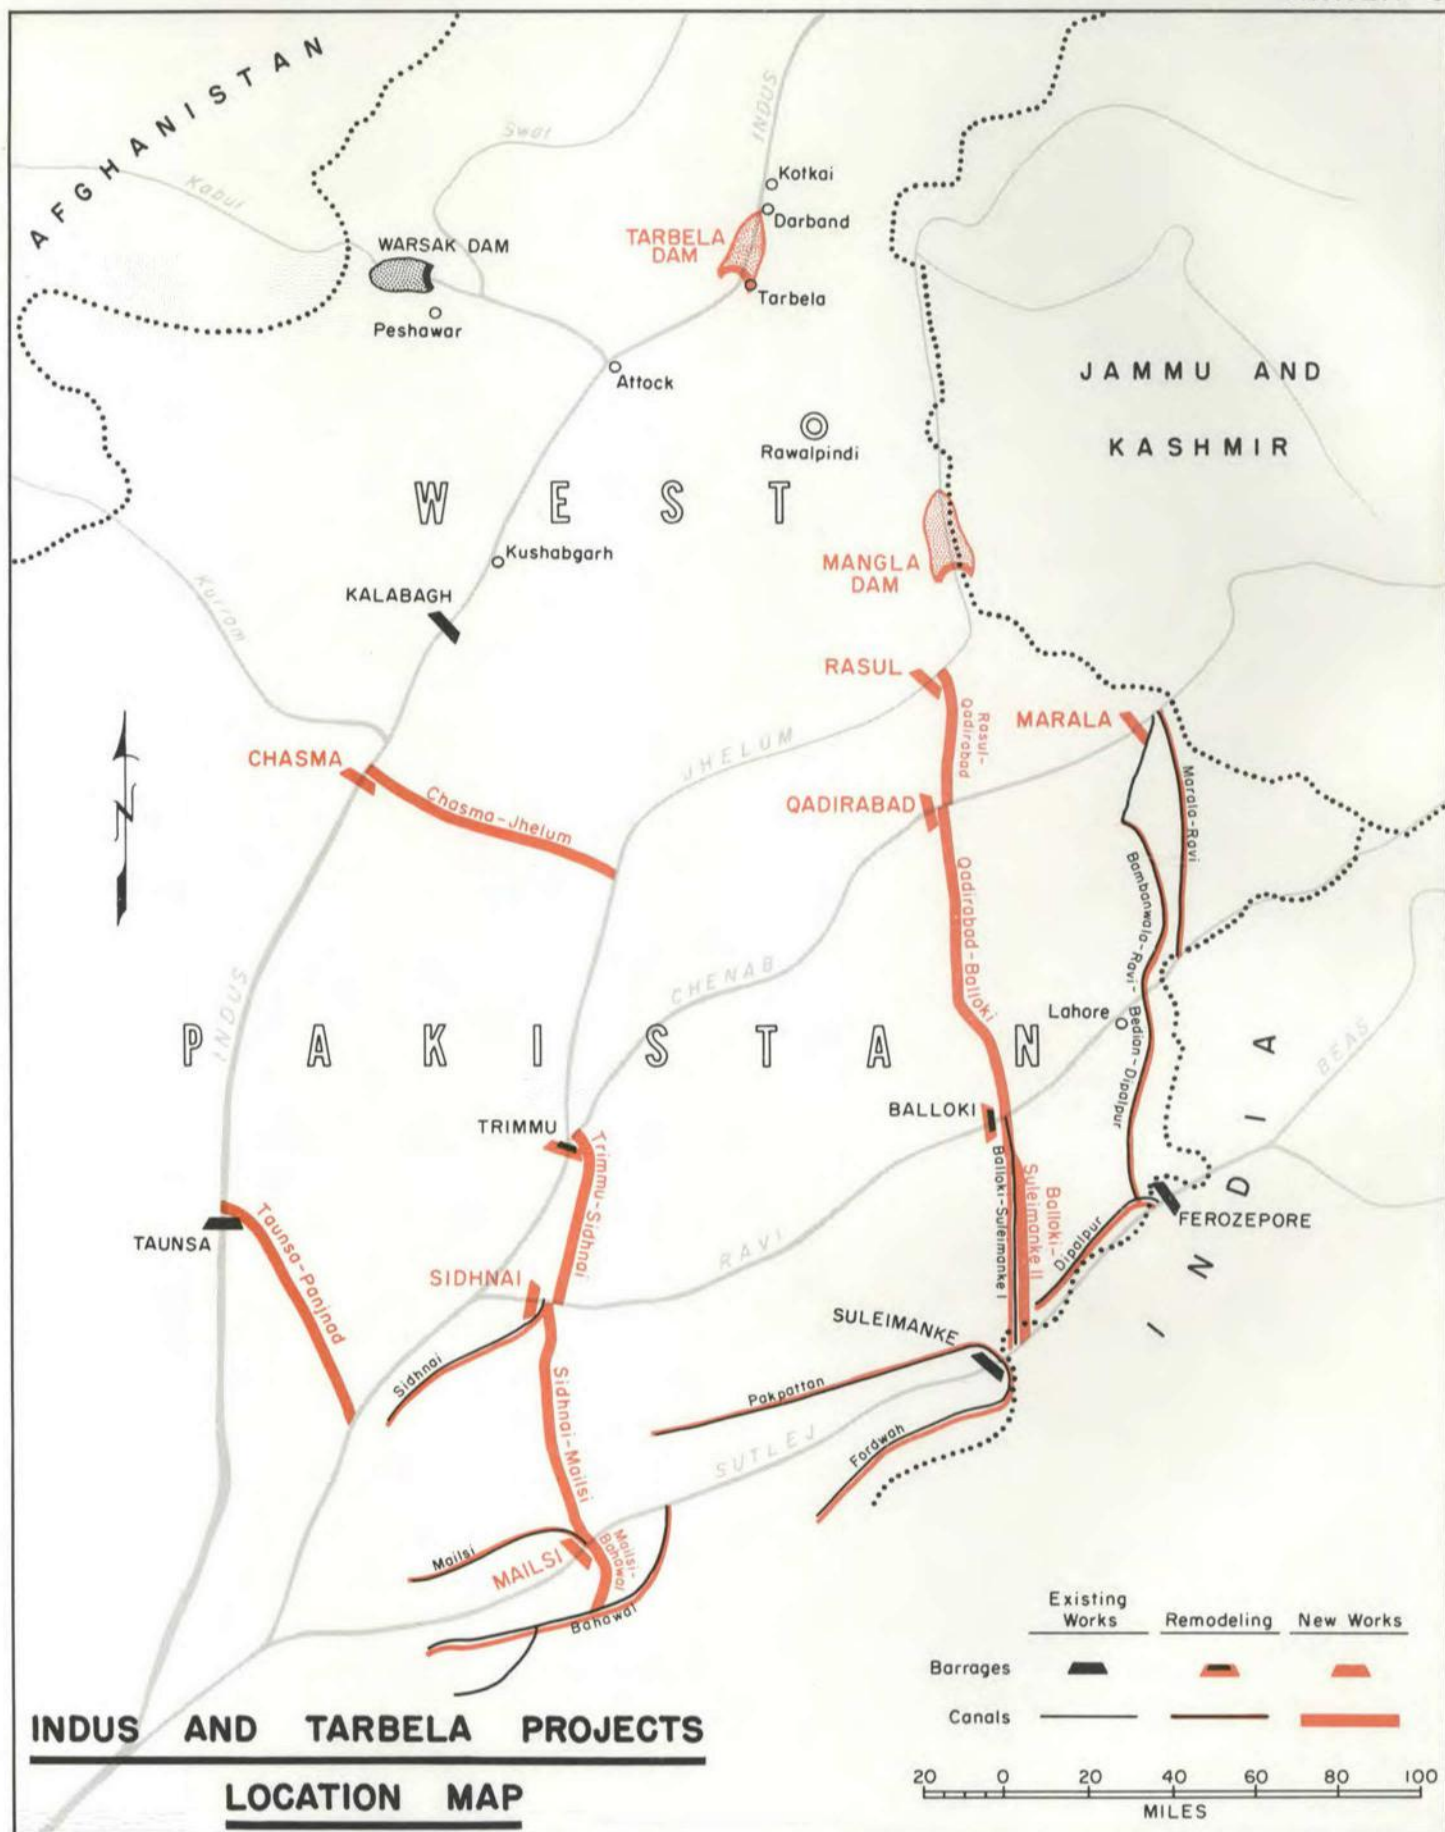 AFGHANISTAN
Kabul
Swat
INDUS
Kotkai
Darband
TARBELA
DAM
WARSAK DAM
Tarbela
Peshawar
Attock
JAMMU AND
KASHMIR
Rawalpindi
WEST
Kushabgarh
MANGLA
DAM
KALABAGH
Kurram
RASUL
Rasul-
Qadirabad
MARALA
CHASMA
JHELUM
Marala-Ravi
Chasma-Jhelum
QADIRABAD
Bambanwala-Ravi-Bedian-Dipalpur
Qadirabad-Balloki
CHENAB
INDUS
Lahore
PAKISTAN
INDIA
BEAS
BALLOKI
TRIMMU
Trimmu-Sidhnai
Balloki-Suleimanke I
Balloki-
Suleimanke II
TAUNSA
Taunsa-Panjnad
FEROZEPORE
Dipalpur
RAVI
SIDHNAI
SULEIMANKE
Sidhnai
Pakpattan
Sidhnai-Mailsi
SUTLEJ
Fordwah
Mailsi
MAILSI
Mailsi-
Bahawal
Bahawal
Existing
Works
Remodeling
New Works
Barrages
Canals
INDUS AND TARBELA PROJECTS
LOCATION MAP
20 0 20 40 60 80 100
MILES